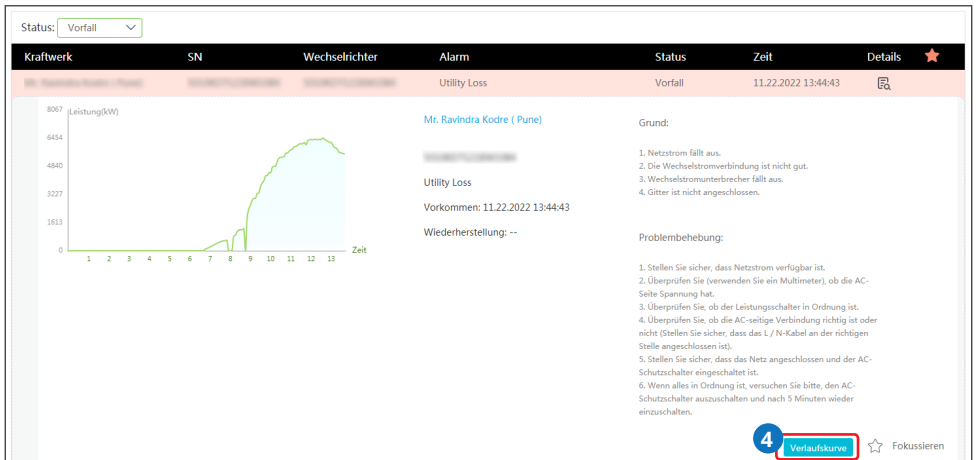 Status: Vorfall
Kraftwerk SN Wechselrichter Alarm Status Zeit Details
Utility Loss Vorfall 11.22.2022 13:44:43
8067 Leistung(kW)
6454
4840
3227
1613
0
1 2 3 4 5 6 7 8 9 10 11 12 13 Zeit
Mr. Ravindra Kodre ( Pune)
Utility Loss
Vorkommen: 11.22.2022 13:44:43
Wiederherstellung: --
Grund:
1. Netzstrom fällt aus.
2. Die Wechselstromverbindung ist nicht gut.
3. Wechselstromunterbrecher fällt aus.
4. Gitter ist nicht angeschlossen.
Problembehebung:
1. Stellen Sie sicher, dass Netzstrom verfügbar ist.
2. Überprüfen Sie (verwenden Sie ein Multimeter), ob die AC-
Seite Spannung hat.
3. Überprüfen Sie, ob der Leistungsschalter in Ordnung ist.
4. Überprüfen Sie, ob die AC-seitige Verbindung richtig ist oder
nicht (Stellen Sie sicher, dass das L / N-Kabel an der richtigen
Stelle angeschlossen ist).
5. Stellen Sie sicher, dass das Netz angeschlossen und der AC-
Schutzschalter eingeschaltet ist.
6. Wenn alles in Ordnung ist, versuchen Sie bitte, den AC-
Schutzschalter auszuschalten und nach 5 Minuten wieder
einzuschalten.
4 Verlaufskurve Fokussieren